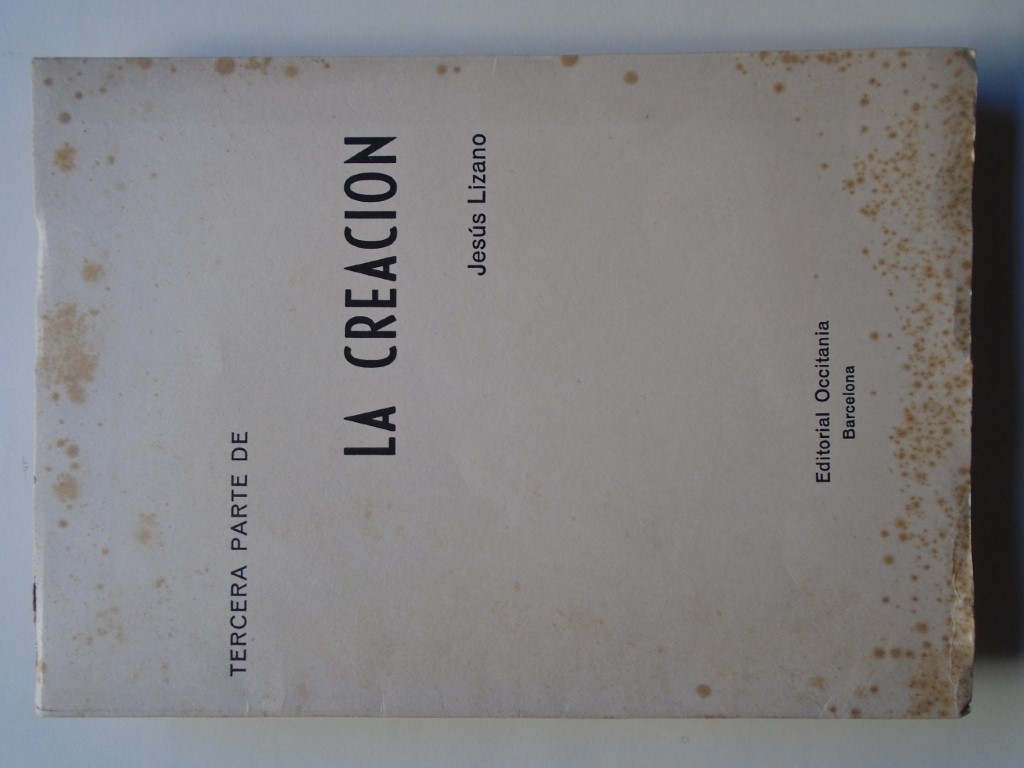 TERCERA PARTE DE
LA CREACION
Jesús Lizano
Editorial Occitania
Barcelona